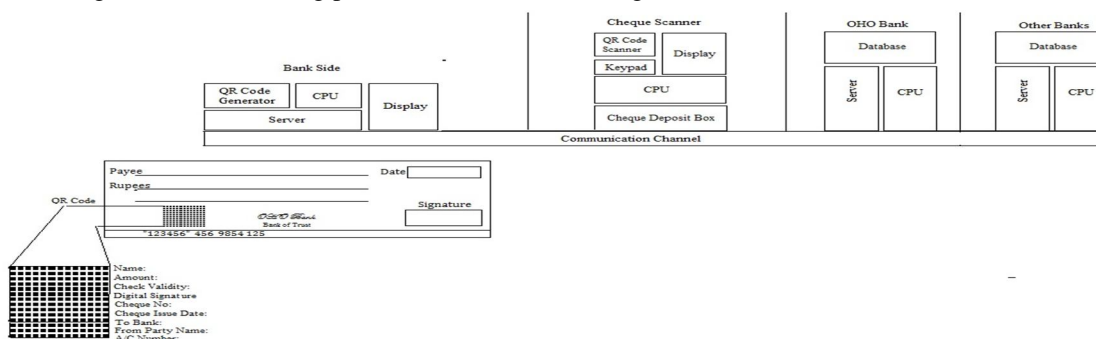 Cheque Scanner
OHO Bank
Other Banks
QR Code
Scanner
Display
Keypad
CPU
Cheque Deposit Box
Database
Server
CPU
Database
Server
CPU
Bank Side
QR Code
Generator
CPU
Display
Server
Communication Channel
Payee
Date
Rupees
QR Code
Signature
OHO Bank
Bank of Trust
"123456" 456 9854 125
Name:
Amount:
Check Validity:
Digital Signature
Cheque No:
Cheque Issue Date:
To Bank:
From Party Name:
A/C Number: